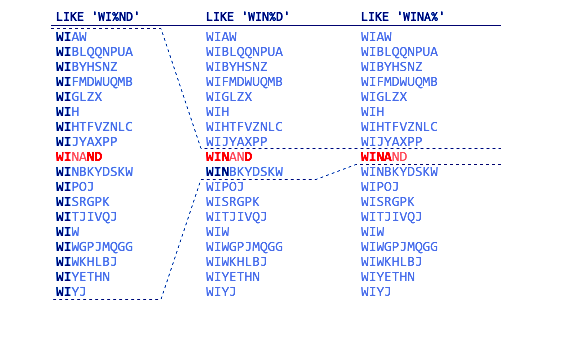 LIKE 'WI%ND' LIKE 'WIN%D' LIKE 'WINA%'
WIAW WIAW WIAW
WIBLQQNPUA WIBLQQNPUA WIBLQQNPUA
WIBYHSNZ WIBYHSNZ WIBYHSNZ
WIFMDWUQMB WIFMDWUQMB WIFMDWUQMB
WIGLZX WIGLZX WIGLZX
WIH WIH WIH
WIHTFVZNLC WIHTFVZNLC WIHTFVZNLC
WIJYAXPP WIJYAXPP WIJYAXPP
WINAND WINAND WINAND
WINBKYDSKW WINBKYDSKW WINBKYDSKW
WIPOJ WIPOJ WIPOJ
WISRGPK WISRGPK WISRGPK
WITJIVQJ WITJIVQJ WITJIVQJ
WIW WIW WIW
WIWGPJMQGG WIWGPJMQGG WIWGPJMQGG
WIWKHLBJ WIWKHLBJ WIWKHLBJ
WIYETHN WIYETHN WIYETHN
WIYJ WIYJ WIYJ